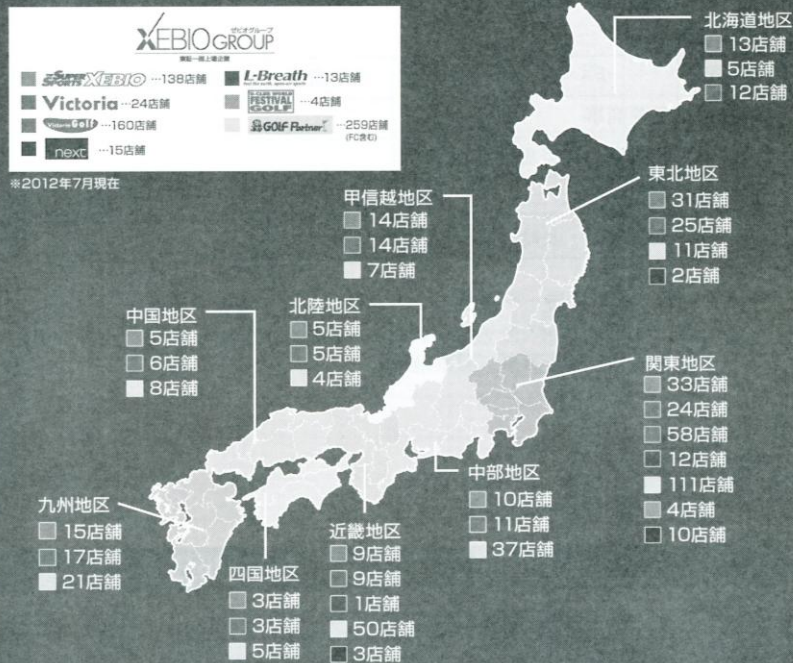 ゼビオグループ
XEBIO GROUP
東証一部上場企業
SUPER SPORTS XEBIO …138店舗
Victoria …24店舗
Victoria Golf …160店舗
next …15店舗
L-Breath …13店舗
FESTIVAL GOLF …4店舗
GOLF Partner …259店舗
(FC含む)
※2012年7月現在
北海道地区
13店舗
5店舗
12店舗
東北地区
31店舗
25店舗
11店舗
2店舗
甲信越地区
14店舗
14店舗
7店舗
北陸地区
5店舗
5店舗
4店舗
中国地区
5店舗
6店舗
8店舗
関東地区
33店舗
24店舗
58店舗
12店舗
111店舗
4店舗
10店舗
中部地区
10店舗
11店舗
37店舗
九州地区
15店舗
17店舗
21店舗
四国地区
3店舗
3店舗
5店舗
近畿地区
9店舗
9店舗
1店舗
50店舗
3店舗